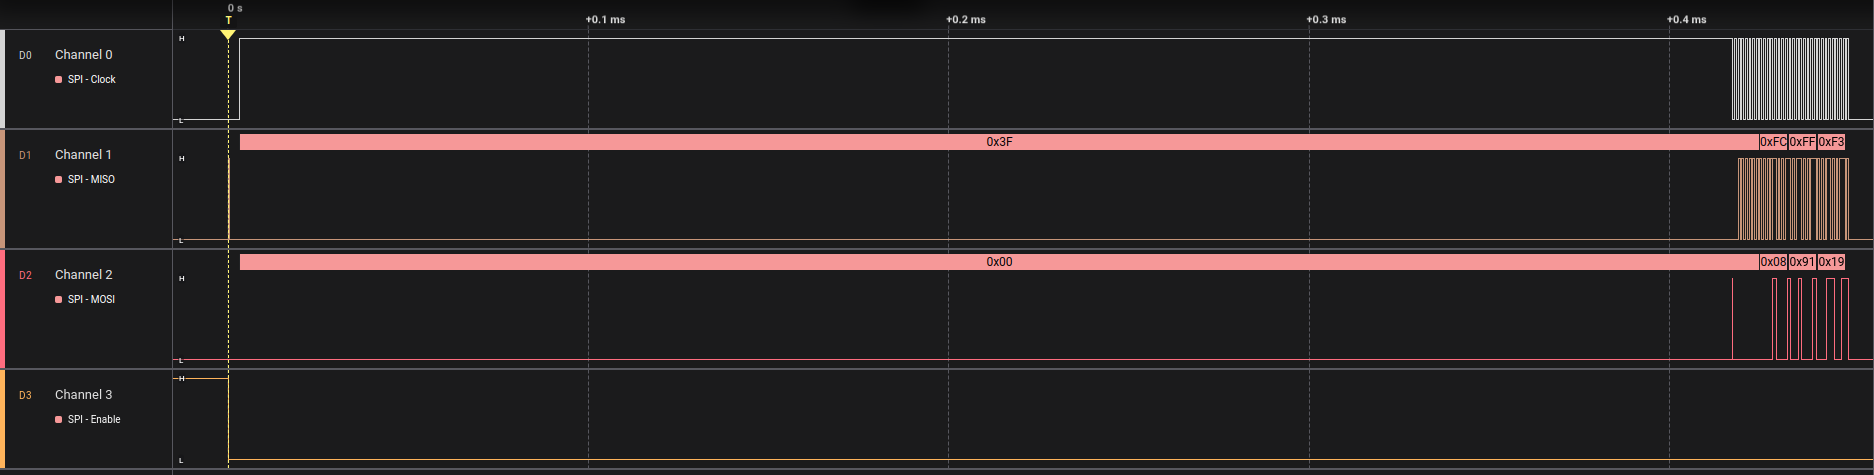 0 s
T
+0.1 ms
+0.2 ms
+0.3 ms
+0.4 ms
D0 Channel 0
SPI - Clock
H
L
D1 Channel 1
SPI - MISO
H
L
0x3F 0xFC 0xFF 0xF3
D2 Channel 2
SPI - MOSI
H
L
0x00 0x08 0x91 0x19
D3 Channel 3
SPI - Enable
H
L